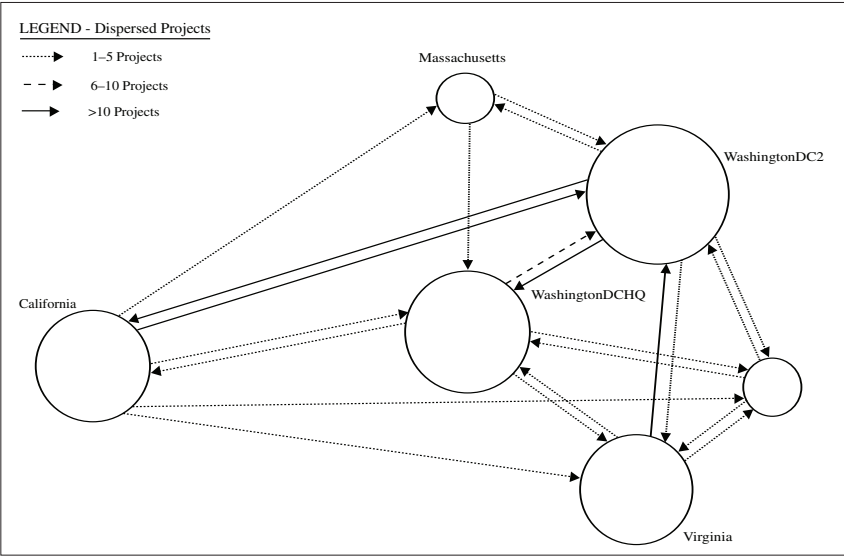 LEGEND - Dispersed Projects
1–5 Projects
6–10 Projects
>10 Projects
Massachusetts
WashingtonDC2
WashingtonDCHQ
California
Virginia